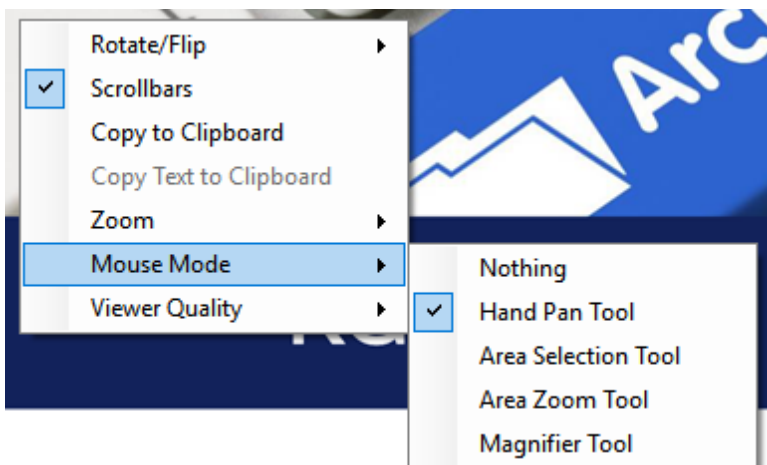 Rotate/Flip
Scrollbars
Copy to Clipboard
Copy Text to Clipboard
Zoom
Mouse Mode
Viewer Quality
Nothing
Hand Pan Tool
Area Selection Tool
Area Zoom Tool
Magnifier Tool
Arc